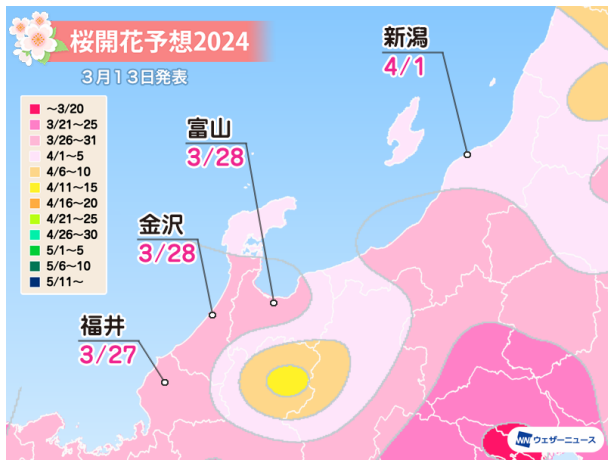 桜開花予想2024
3月13日発表
～3/20
3/21～25
3/26～31
4/1～5
4/6～10
4/11～15
4/16～20
4/21～25
4/26～30
5/1～5
5/6～10
5/11～
新潟
4/1
富山
3/28
金沢
3/28
福井
3/27
WN ウェザーニュース